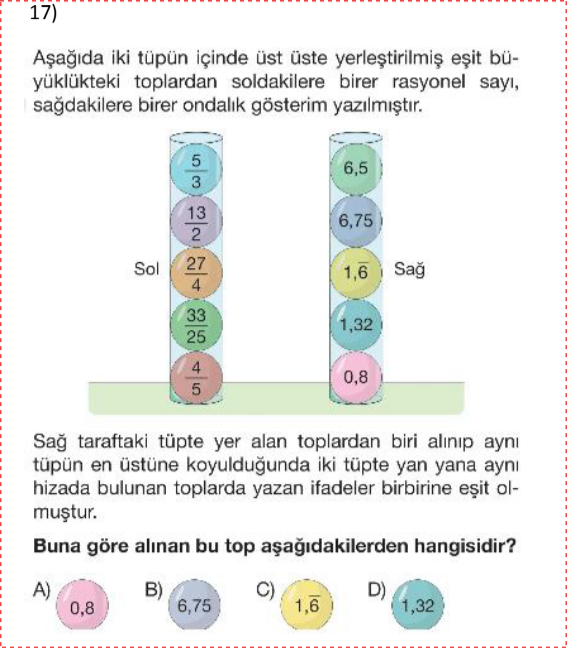 17)
Aşağıda iki tüpün içinde üst üste yerleştirilmiş eşit bü-
yüklükteki toplardan soldakilere birer rasyonel sayı,
sağdakilere birer ondalık gösterim yazılmıştır.
5/3 6,5
13/2 6,75
Sol 27/4 1,6̅ Sağ
33/25 1,32
4/5 0,8
Sağ taraftaki tüpte yer alan toplardan biri alınıp aynı
tüpün en üstüne koyulduğunda iki tüpte yan yana aynı
hizada bulunan toplarda yazan ifadeler birbirine eşit ol-
muştur.
Buna göre alınan bu top aşağıdakilerden hangisidir?
A) 0,8 B) 6,75 C) 1,6̅ D) 1,32